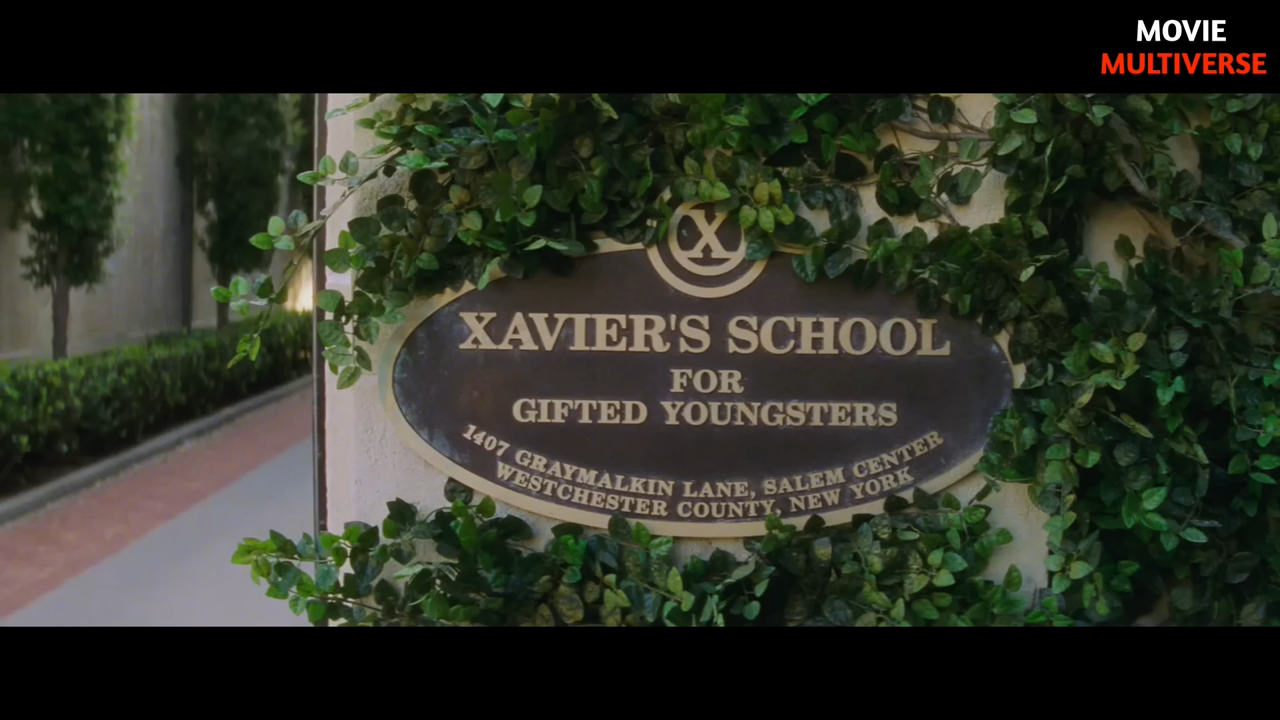 MOVIE
MULTIVERSE
X
XAVIER'S SCHOOL
FOR
GIFTED YOUNGSTERS
1407 GRAYMALKIN LANE, SALEM CENTER
WESTCHESTER COUNTY, NEW YORK